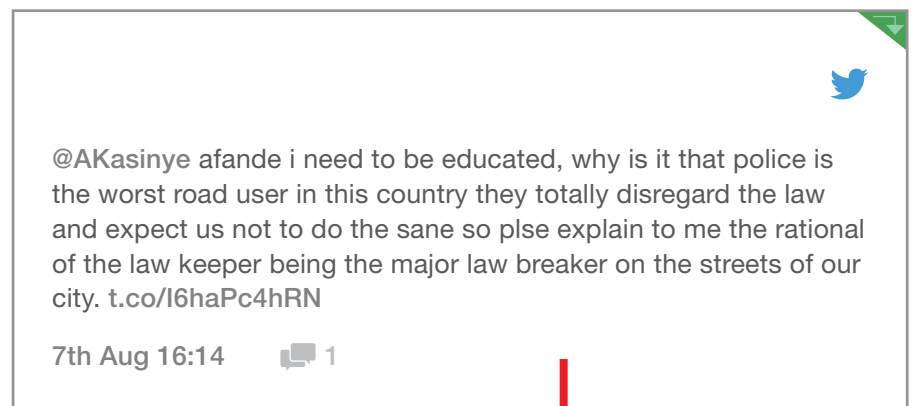 @AKasinye afande i need to be educated, why is it that police is
the worst road user in this country they totally disregard the law
and expect us not to do the sane so plse explain to me the rational
of the law keeper being the major law breaker on the streets of our
city. t.co/I6haPc4hRN
7th Aug 16:14 1